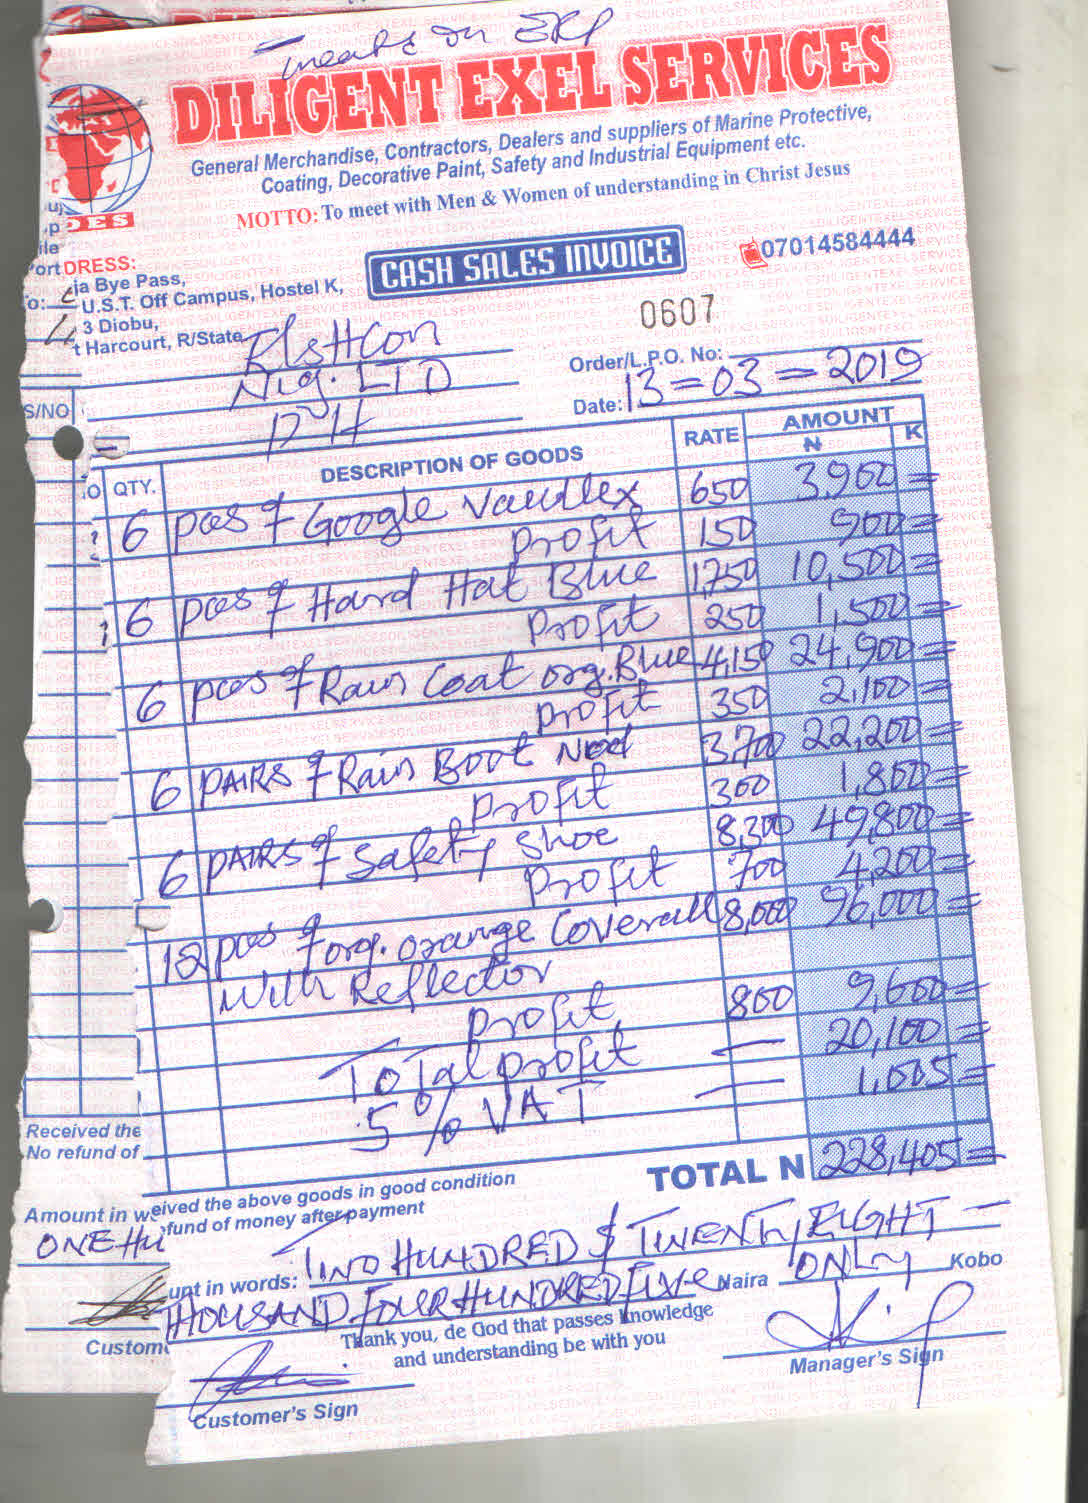 DILIGENT EXEL SERVICES
General Merchandise, Contractors, Dealers and suppliers of Marine Protective,
Coating, Decorative Paint, Safety and Industrial Equipment etc.
MOTTO: To meet with Men & Women of understanding in Christ Jesus
DES
DRESS:
ia Bye Pass,
U.S.T. Off Campus, Hostel K,
3 Diobu,
t Harcourt, R/State
CASH SALES INVOICE
07014584444
0607
Order/L.P.O. No:
Nig. LTD
Date: 13=03=2019
S/NO
O QTY. DESCRIPTION OF GOODS RATE AMOUNT
N K
6 pcs of Google Vaultex 650 3,900=
profit 150 900=
6 pcs of Hard Hat Blue 1,750 10,500=
profit 250 1,500=
6 pcs of Rain Coat org. Blue 4,150 24,900=
profit 350 2,100=
6 PAIRS of Rain Boot 3,700 22,200=
profit 300 1,800=
6 PAIRS of Safety Shoe 8,300 49,800=
profit 700 4,200=
12 pcs of org. orange Coverall 8,000 96,000=
with Reflector
profit 800 9,600=
Total profit — 20,100=
5% VAT — 1,005=
TOTAL N 228,405=
Received the
No refund of
eived the above goods in good condition
efund of money after payment
Amount in w
ONE HU
unt in words: TWO HUNDRED & TWENTY EIGHT —
THOUSAND FOUR HUNDRED FIVE Naira ONLY Kobo
Thank you, de God that passes knowledge
and understanding be with you
Custom
Customer's Sign
Manager's Sign